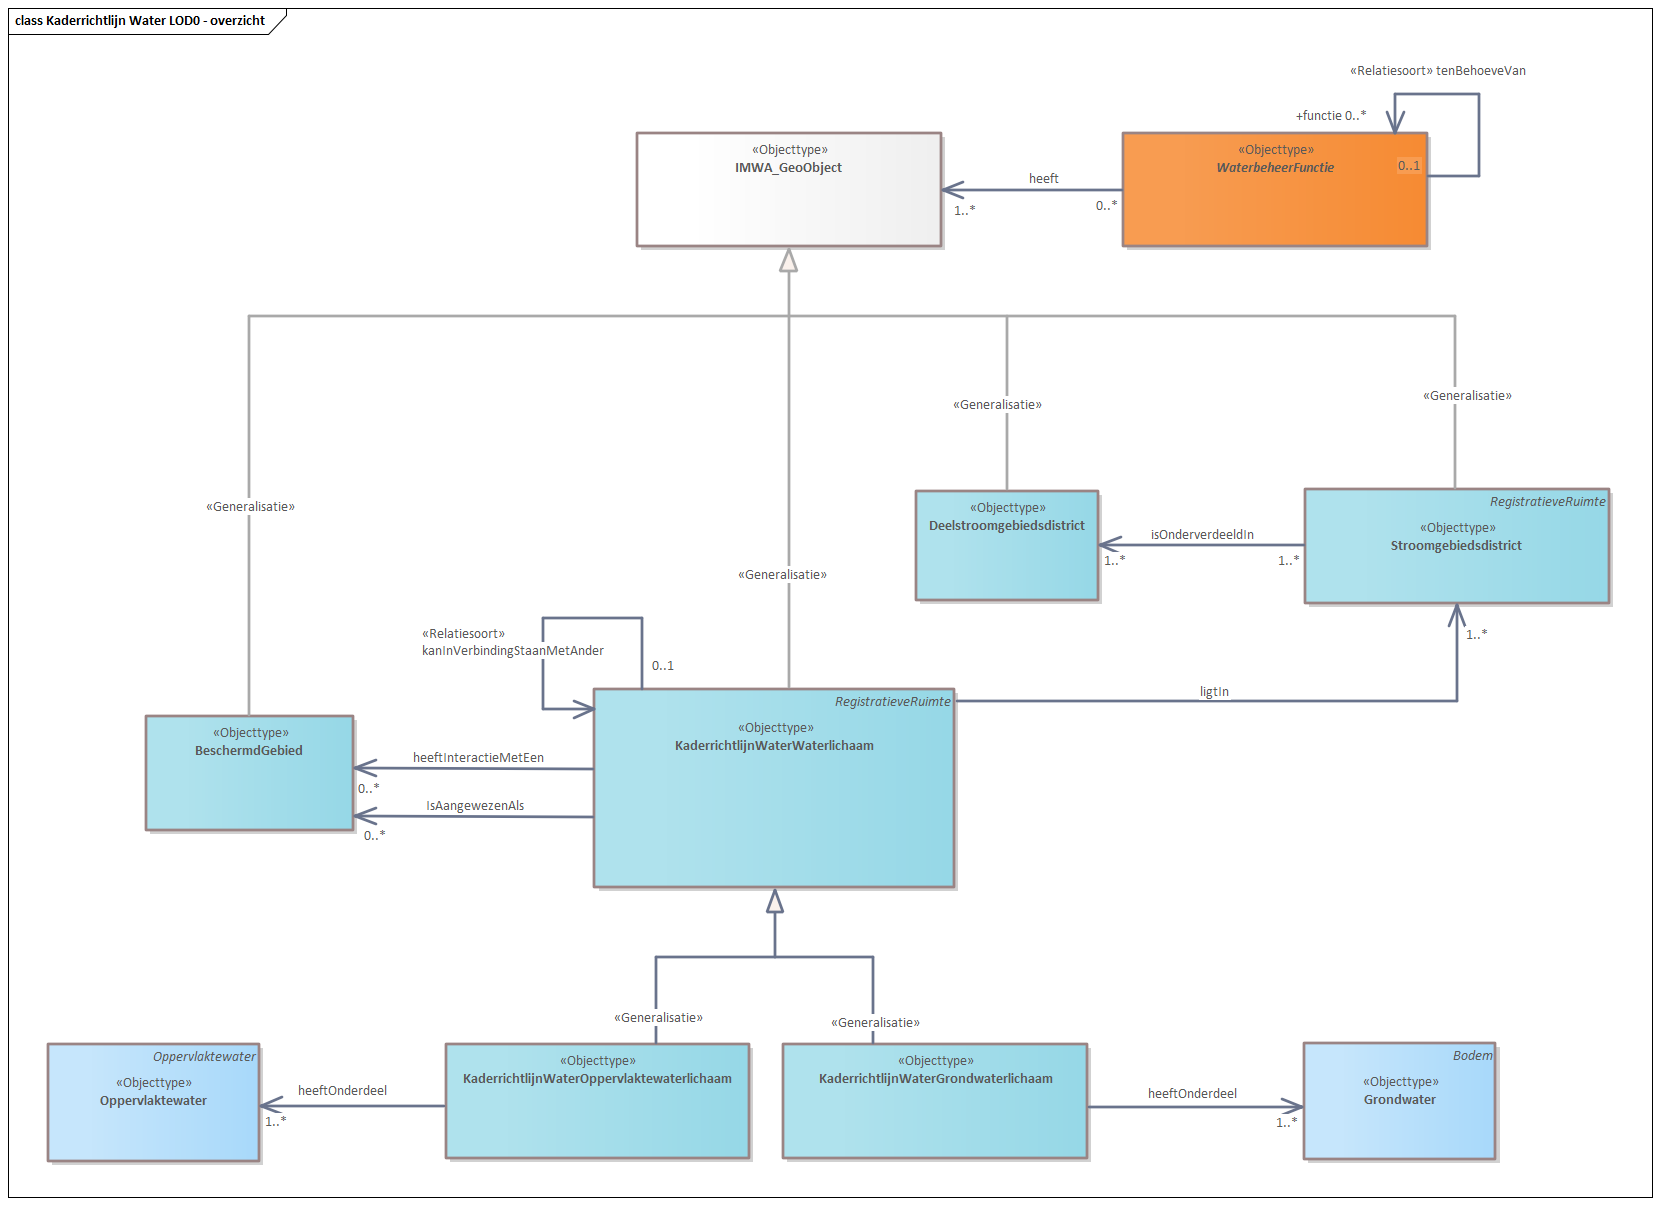 class Kaderrichtlijn Water LOD0 - overzicht
«Relatiesoort» tenBehoeveVan
+functie 0..*
«Objecttype»
IMWA_GeoObject
«Objecttype»
WaterbeheerFunctie
0..1
heeft
1..*
0..*
«Generalisatie»
«Generalisatie»
«Generalisatie»
«Generalisatie»
«Objecttype»
Deelstroomgebiedsdistrict
RegistratieveRuimte
«Objecttype»
Stroomgebiedsdistrict
isOnderverdeeldIn
1..*
1..*
1..*
«Relatiesoort»
kanInVerbindingStaanMetAnder
0..1
ligtIn
RegistratieveRuimte
«Objecttype»
KaderrichtlijnWaterWaterlichaam
«Objecttype»
BeschermdGebied
heeftInteractieMetEen
0..*
IsAangewezenAls
0..*
«Generalisatie»
«Generalisatie»
Oppervlaktewater
«Objecttype»
Oppervlaktewater
heeftOnderdeel
1..*
«Objecttype»
KaderrichtlijnWaterOppervlaktewaterlichaam
«Objecttype»
KaderrichtlijnWaterGrondwaterlichaam
heeftOnderdeel
1..*
Bodem
«Objecttype»
Grondwater